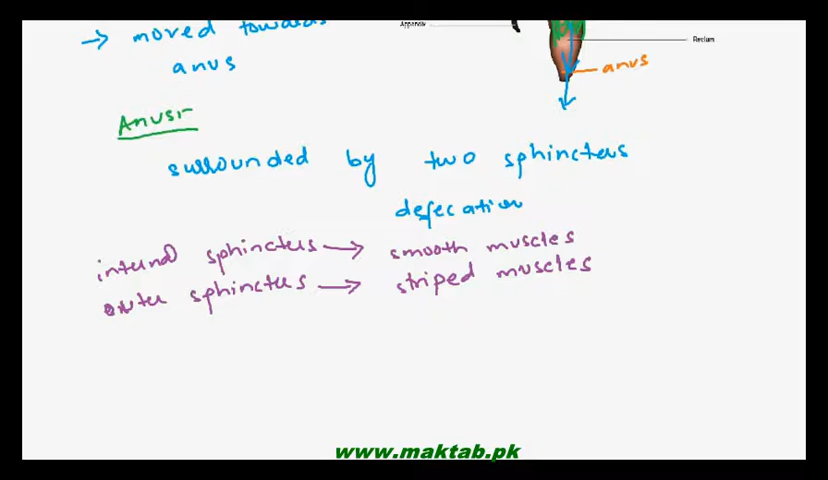 → moved towards
anus
Appendix
Rectum
anus
Anus:-
surrounded by two sphincters
defecation
internal sphincters → smooth muscles
outer sphincters → striped muscles
www.maktab.pk